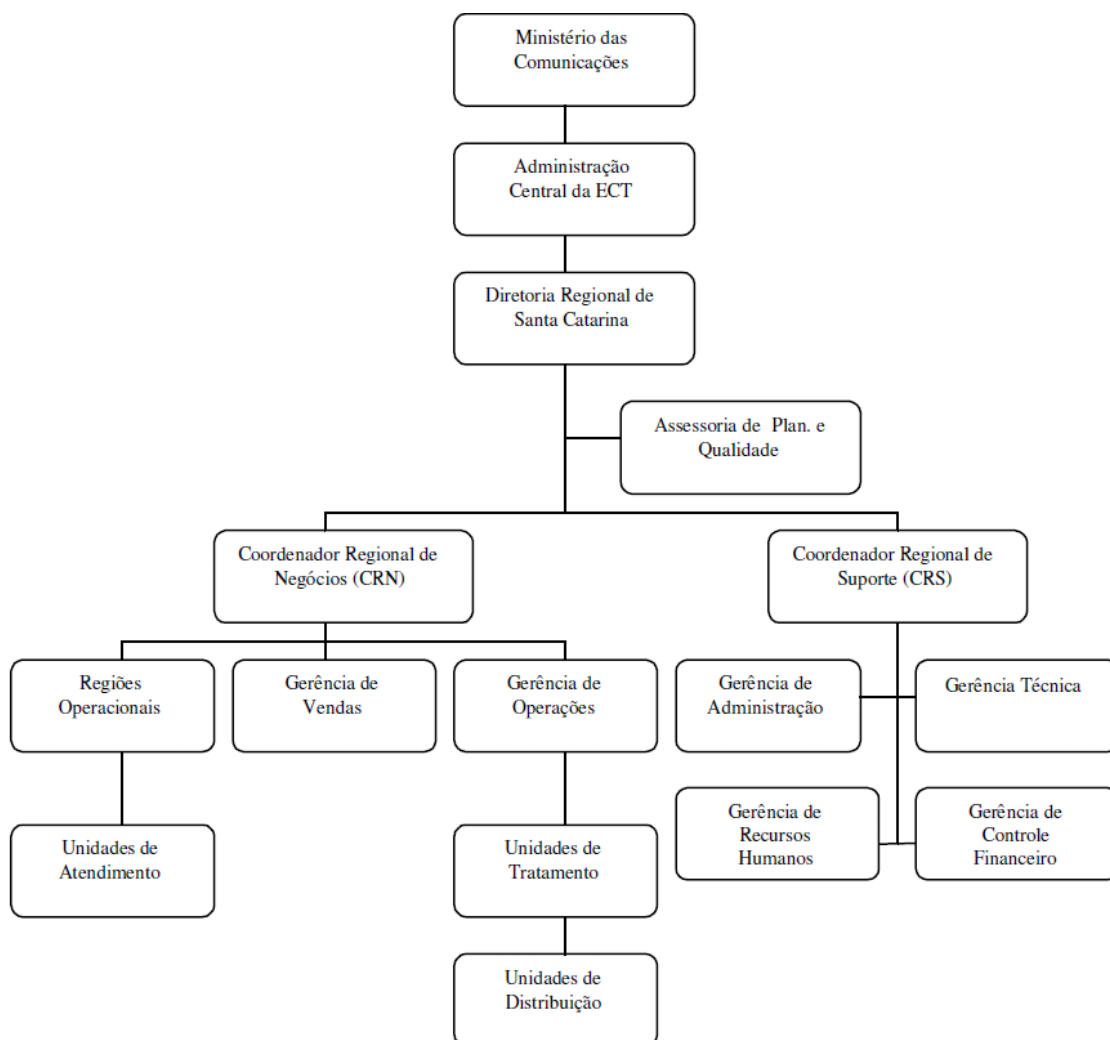 Ministério das
Comunicações
Administração
Central da ECT
Diretoria Regional de
Santa Catarina
Assessoria de Plan. e
Qualidade
Coordenador Regional de
Negócios (CRN)
Coordenador Regional de
Suporte (CRS)
Regiões
Operacionais
Gerência de
Vendas
Gerência de
Operações
Gerência de
Administração
Gerência Técnica
Unidades de
Atendimento
Unidades de
Tratamento
Gerência de
Recursos
Humanos
Gerência de
Controle
Financeiro
Unidades de
Distribuição